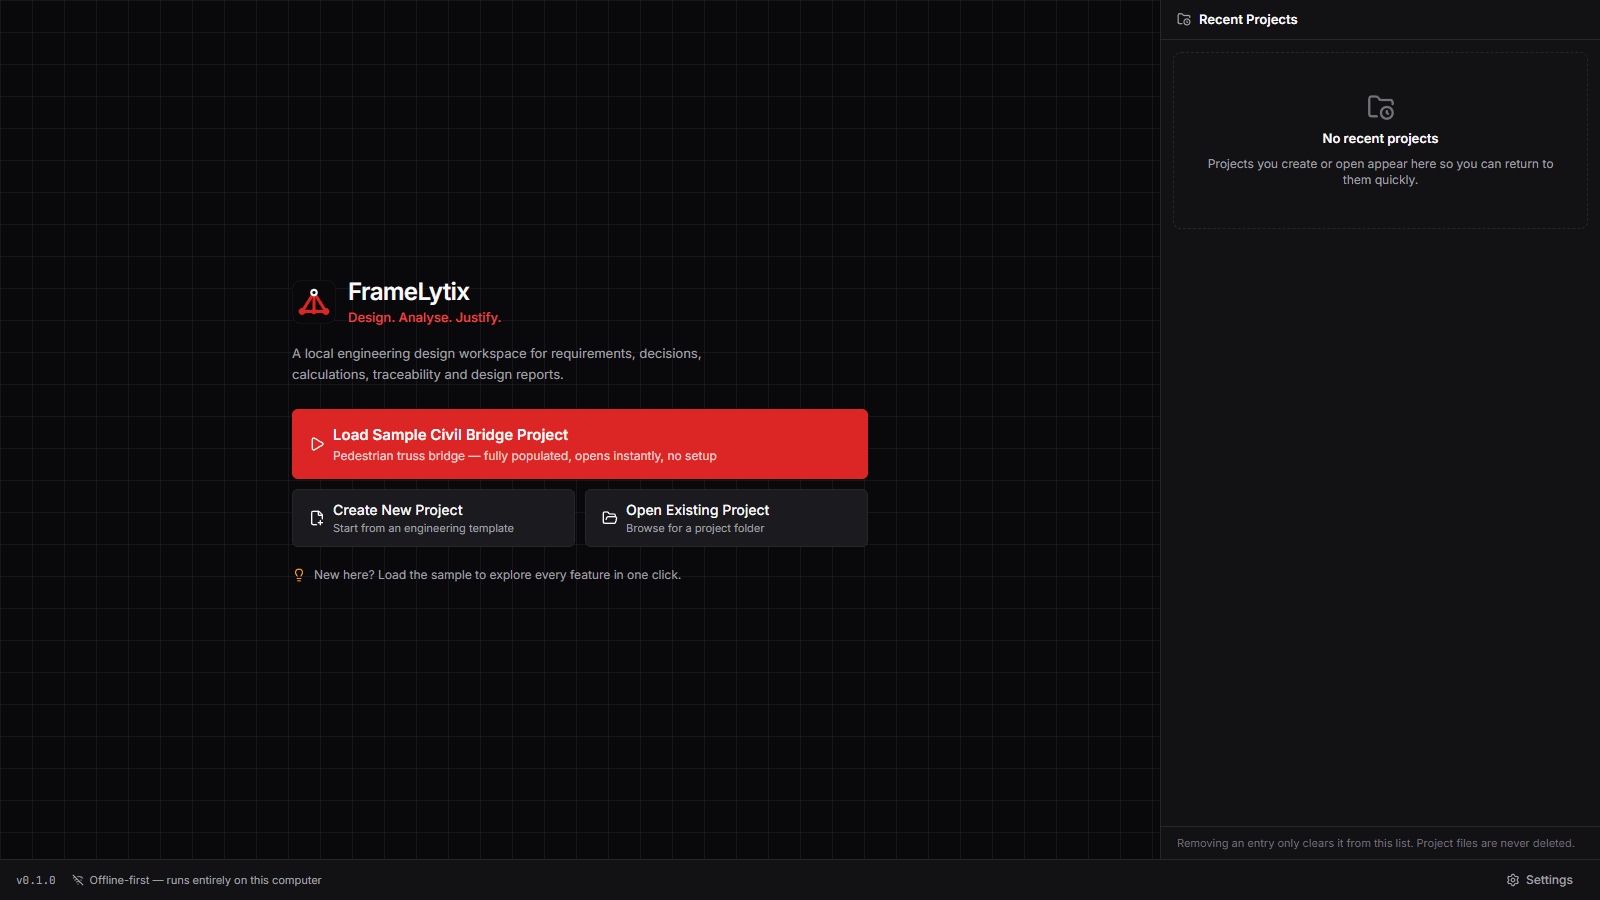 Recent Projects
No recent projects
Projects you create or open appear here so you can return to
them quickly.
FrameLytix
Design. Analyse. Justify.
A local engineering design workspace for requirements, decisions,
calculations, traceability and design reports.
Load Sample Civil Bridge Project
Pedestrian truss bridge — fully populated, opens instantly, no setup
Create New Project
Start from an engineering template
Open Existing Project
Browse for a project folder
New here? Load the sample to explore every feature in one click.
Removing an entry only clears it from this list. Project files are never deleted.
v0.1.0
Offline-first — runs entirely on this computer
Settings